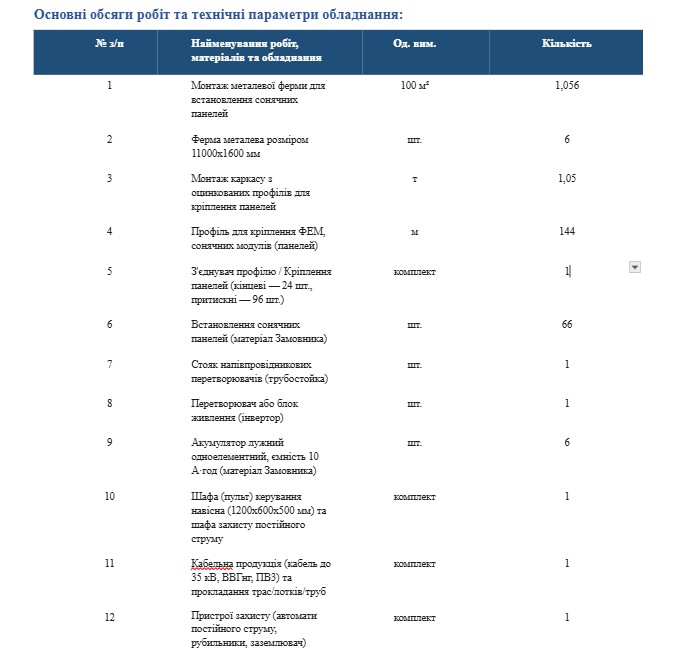 Основні обсяги робіт та технічні параметри обладнання:
№ з/п Найменування робіт, Од. вим. Кількість
матеріалів та обладнання
1 Монтаж металевої ферми для 100 м² 1,056
встановлення сонячних
панелей
2 Ферма металева розміром шт. 6
11000х1600 мм
3 Монтаж каркасу з т 1,05
оцинкованих профілів для
кріплення панелей
4 Профіль для кріплення ФЕМ, м 144
сонячних модулів (панелей)
5 З'єднувач профілю / Кріплення комплект 1
панелей (кінцеві — 24 шт.,
притискні — 96 шт.)
6 Встановлення сонячних шт. 66
панелей (матеріал Замовника)
7 Стояк напівпровідникових шт. 1
перетворювачів (трубостойка)
8 Перетворювач або блок шт. 1
живлення (інвертор)
9 Акумулятор лужний шт. 6
одноелементний, ємність 10
А·год (матеріал Замовника)
10 Шафа (пульт) керування комплект 1
навісна (1200х600х500 мм) та
шафа захисту постійного
струму
11 Кабельна продукція (кабель до комплект 1
35 кВ, ВВГнг, ПВ3) та
прокладання трас/лотків/труб
12 Пристрої захисту (автомати комплект 1
постійного струму,
рубильники, заземлювач)